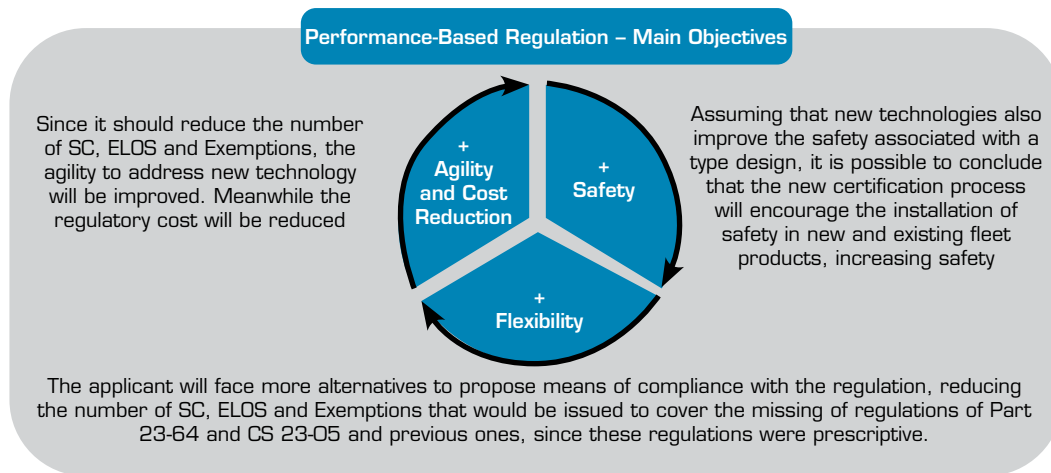 Performance-Based Regulation – Main Objectives
Since it should reduce the number
of SC, ELOS and Exemptions, the
agility to address new technology
will be improved. Meanwhile the
regulatory cost will be reduced
+
Agility
and Cost
Reduction
+
Safety
Assuming that new technologies also
improve the safety associated with a
type design, it is possible to conclude
that the new certification process
will encourage the installation of
safety in new and existing fleet
products, increasing safety
+
Flexibility
The applicant will face more alternatives to propose means of compliance with the regulation, reducing
the number of SC, ELOS and Exemptions that would be issued to cover the missing of regulations of Part
23-64 and CS 23-05 and previous ones, since these regulations were prescriptive.